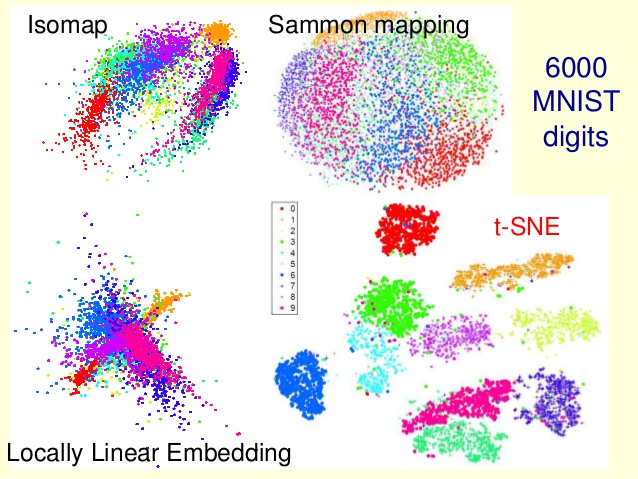 Isomap
Sammon mapping
6000
MNIST
digits
0
1
2
3
4
5
6
7
8
9
t-SNE
Locally Linear Embedding